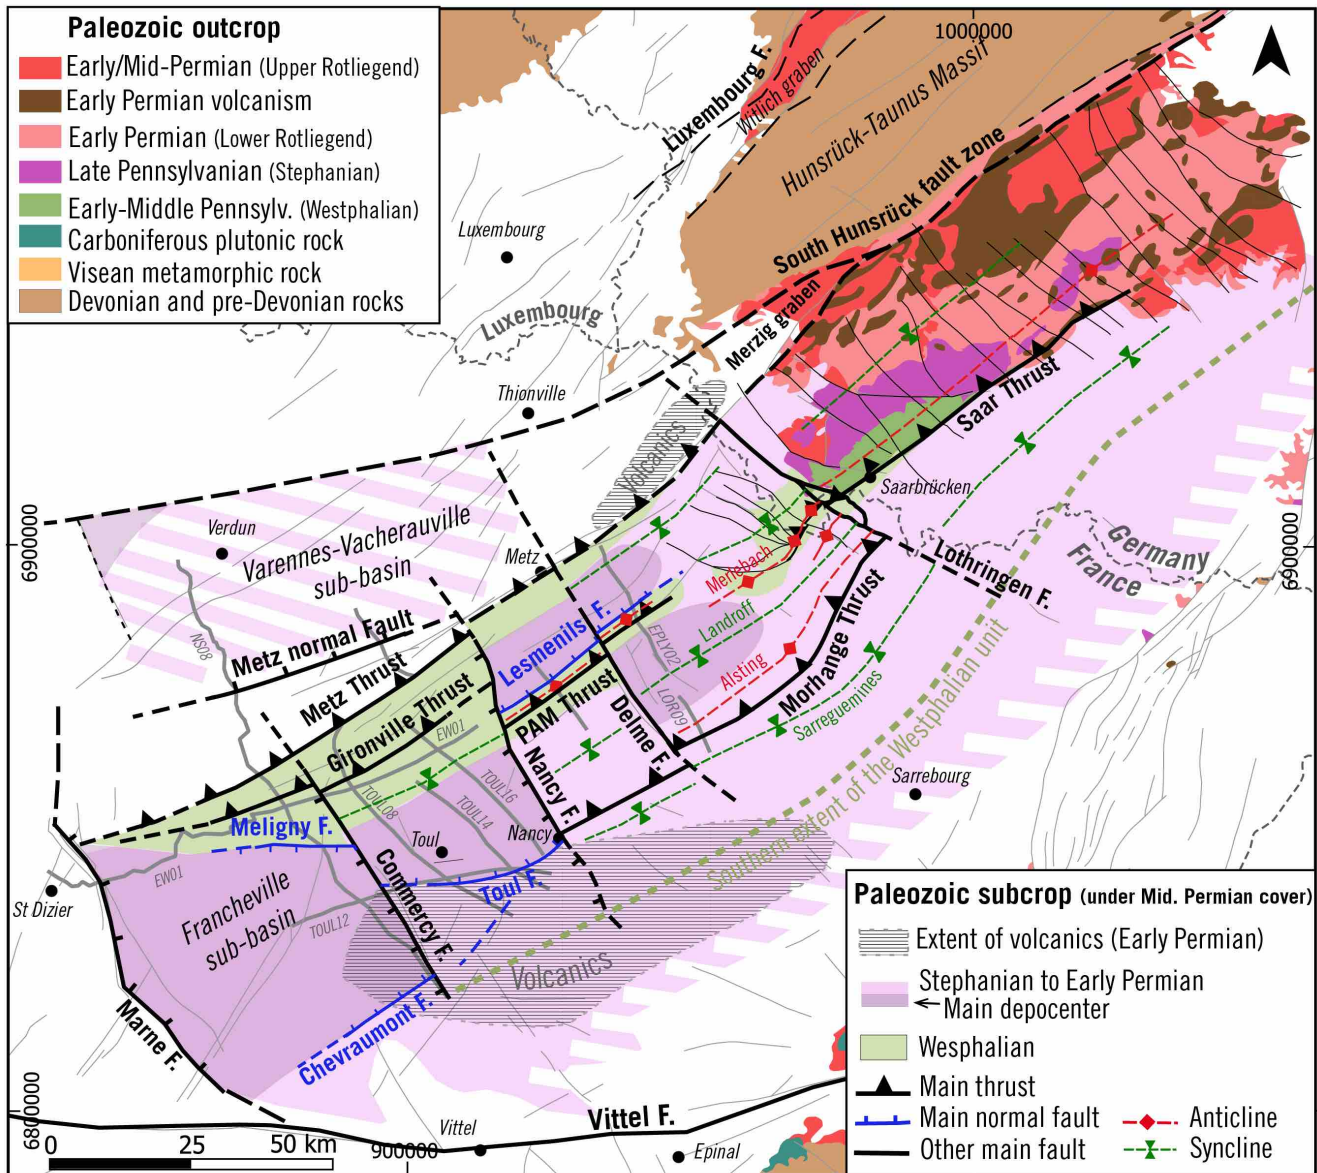 Paleozoic outcrop
Early/Mid-Permian (Upper Rotliegend)
Early Permian volcanism
Early Permian (Lower Rotliegend)
Late Pennsylvanian (Stephanian)
Early-Middle Pennsylv. (Westphalian)
Carboniferous plutonic rock
Visean metamorphic rock
Devonian and pre-Devonian rocks
1000000
Luxembourg F.
Witlich graben
Hunsrück-Taunus Massif
South Hunsrück fault zone
Luxembourg
Luxembourg
Merzig graben
Thionville
Saar Thrust
Volcanics
Saarbrücken
6900000
Verdun
Varennes-Vacherauville
sub-basin
Metz
Merlebach
Lothringen F.
Germany
France
6900000
NS08
Metz normal Fault
Lesmenils F.
EPLY02
Landroff
Alsting
Morhange Thrust
Metz Thrust
Gironville Thrust
PAM Thrust
LOR09
Delme F.
Sarreguemines
EW01
Nancy F.
TOUL08
TOUL16
TOUL14
Sarrebourg
Southern extent of the Westphalian unit
Meligny F.
Toul
Nancy
Commercy F.
Toul F.
EW01
St Dizier
Francheville
sub-basin
TOUL12
Volcanics
Marne F.
Chevraumont F.
6800000
Vittel
Vittel F.
Epinal
0 25 50 km
900000
Paleozoic subcrop (under Mid. Permian cover)
Extent of volcanics (Early Permian)
Stephanian to Early Permian
Main depocenter
Wesphalian
Main thrust
Main normal fault
Other main fault
Anticline
Syncline